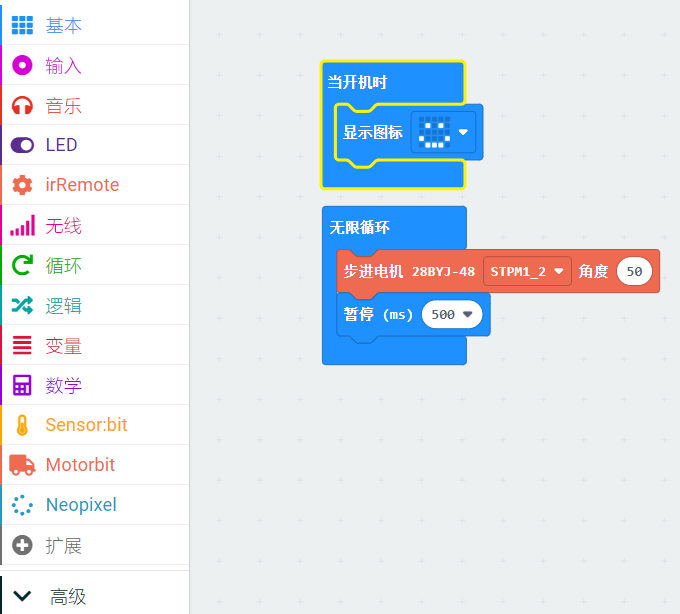 基本
输入
音乐
LED
irRemote
无线
循环
逻辑
变量
数学
Sensor:bit
Motorbit
Neopixel
扩展
高级
当开机时
显示图标
无限循环
步进电机 28BYJ-48 STPM1_2 角度 50
暂停 (ms) 500